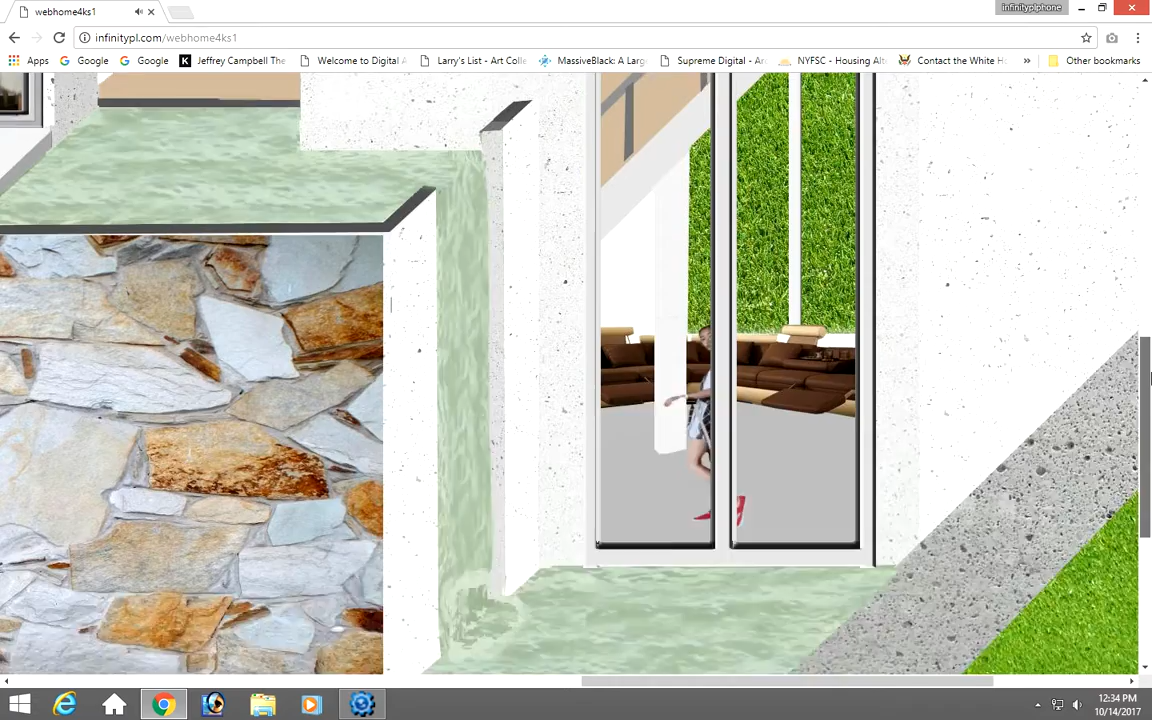 webhome4ks1
infinityplphone
infinitypl.com/webhome4ks1
Apps
Google
Google
Jeffrey Campbell The
Welcome to Digital A
Larry's List - Art Colle
MassiveBlack: A Larg
Supreme Digital - Ar
NYFSC - Housing Alt
Contact the White Ho
»
Other bookmarks
12:34 PM
10/14/2017